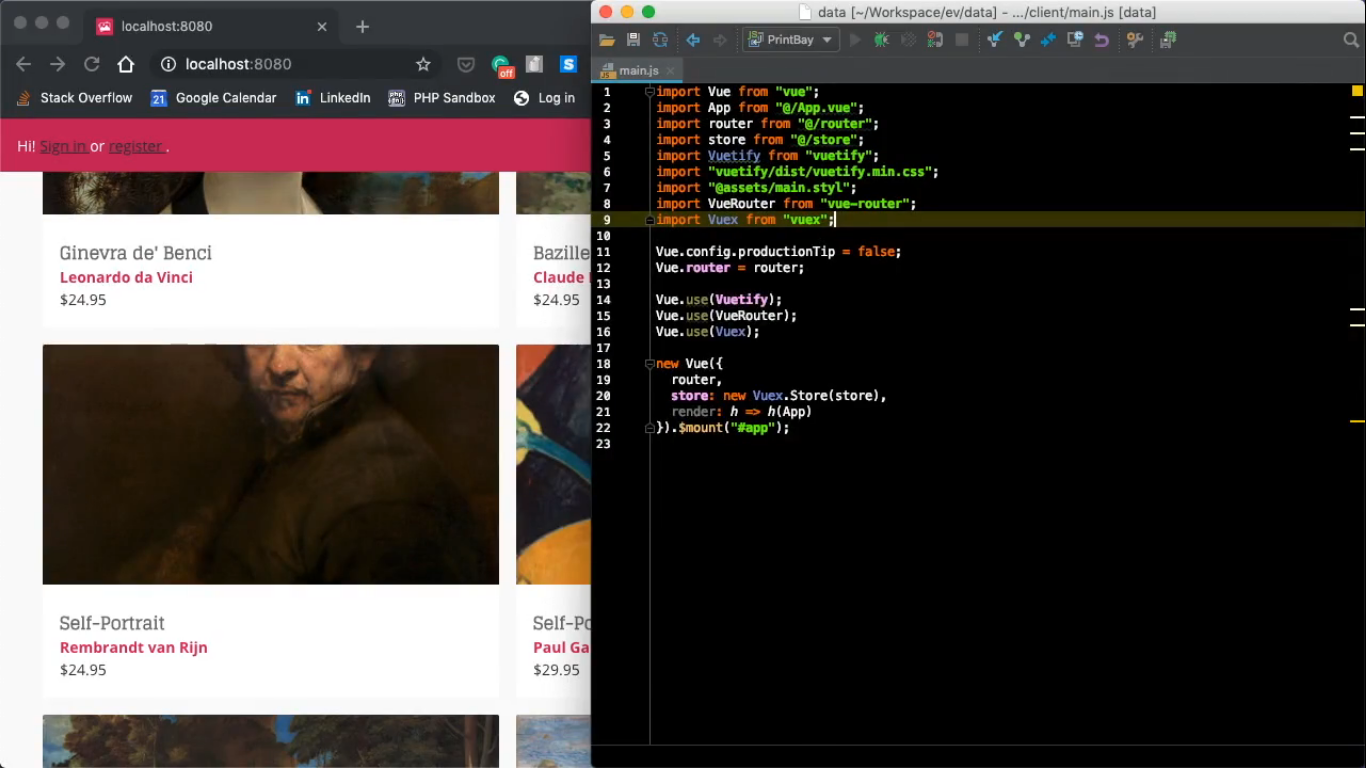 localhost:8080
localhost:8080
off
S
Stack Overflow
21
Google Calendar
in
LinkedIn
php
PHP Sandbox
Log in
Hi! Sign in or register .
Ginevra de' Benci
Leonardo da Vinci
$24.95
Bazille
Claude
$24.95
Self-Portrait
Rembrandt van Rijn
$24.95
Self-Po
Paul Ga
$29.95
data [~/Workspace/ev/data] - .../client/main.js [data]
PrintBay
main.js
1 import Vue from "vue";
2 import App from "@/App.vue";
3 import router from "@/router";
4 import store from "@/store";
5 import Vuetify from "vuetify";
6 import "vuetify/dist/vuetify.min.css";
7 import "@assets/main.styl";
8 import VueRouter from "vue-router";
9 import Vuex from "vuex";
10
11 Vue.config.productionTip = false;
12 Vue.router = router;
13
14 Vue.use(Vuetify);
15 Vue.use(VueRouter);
16 Vue.use(Vuex);
17
18 new Vue({
19 router,
20 store: new Vuex.Store(store),
21 render: h => h(App)
22 }).$mount("#app");
23